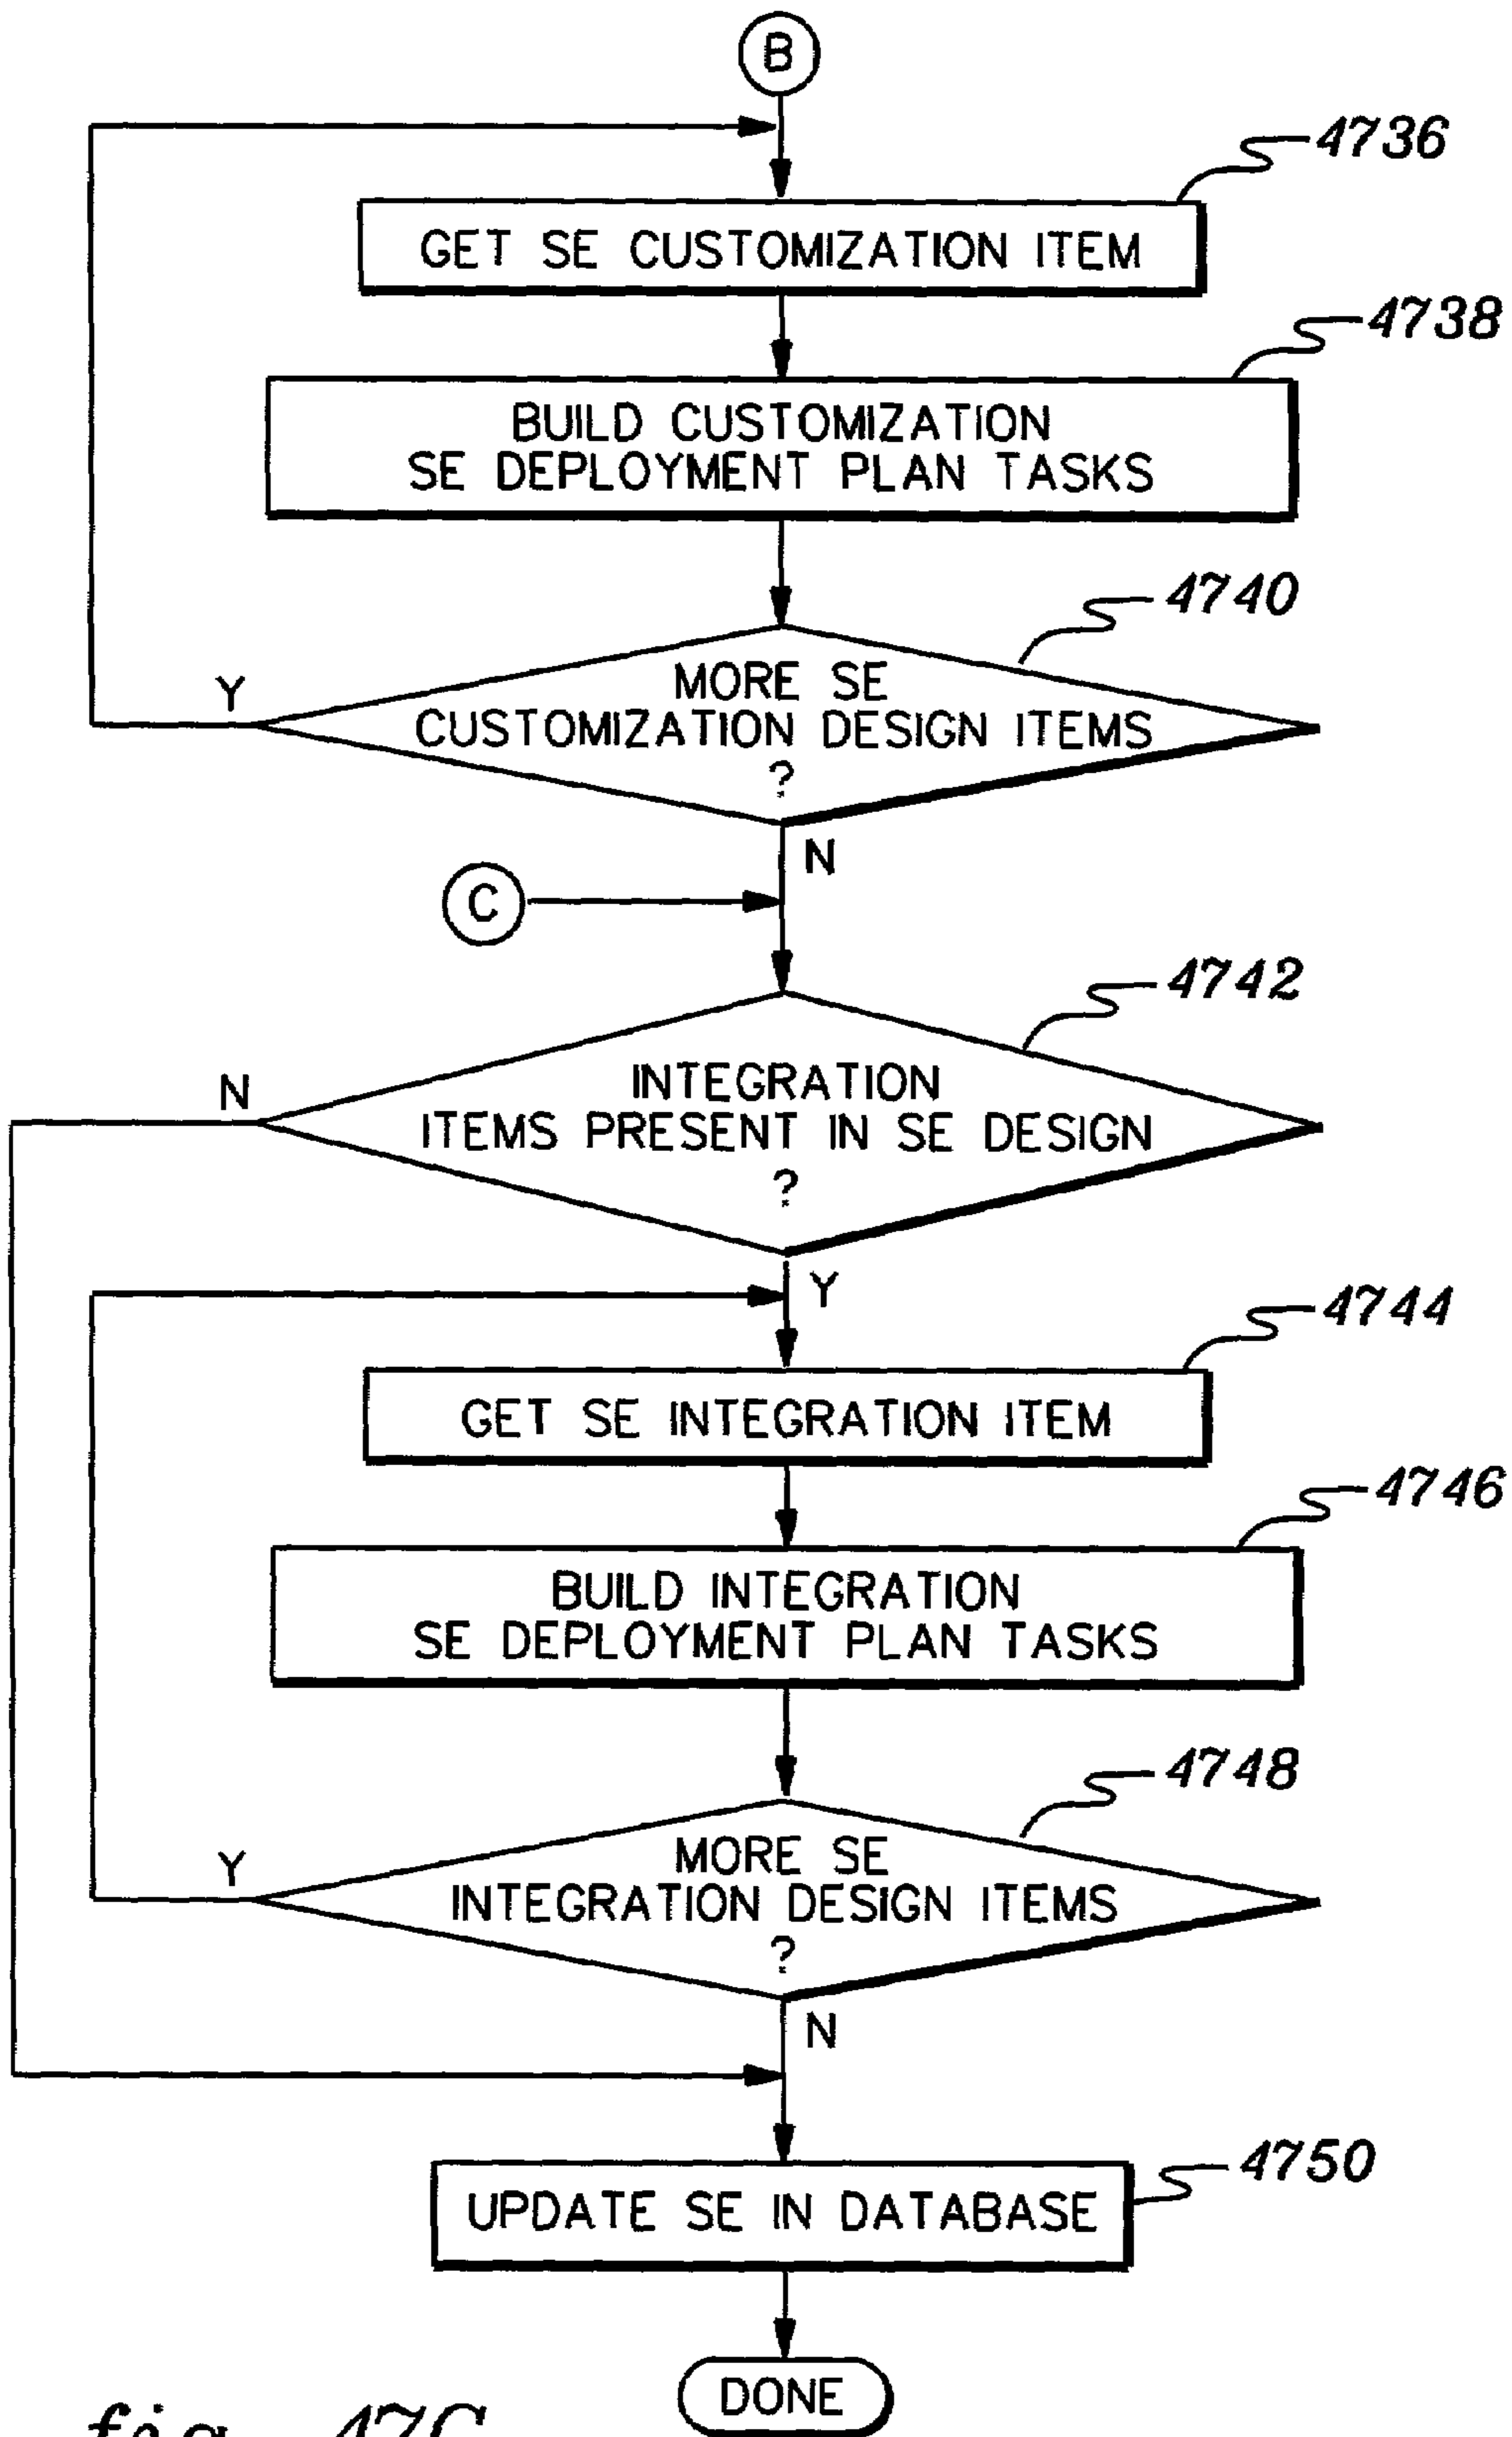 B
4736
GET SE CUSTOMIZATION ITEM
4738
BUILD CUSTOMIZATION
SE DEPLOYMENT PLAN TASKS
4740
MORE SE
Y
CUSTOMIZATION DESIGN ITEMS
?
N
C
4742
INTEGRATION
N
ITEMS PRESENT IN SE DESIGN
?
Y
4744
GET SE INTEGRATION ITEM
4746
BUILD INTEGRATION
SE DEPLOYMENT PLAN TASKS
4748
MORE SE
Y
INTEGRATION DESIGN ITEMS
?
N
4750
UPDATE SE IN DATABASE
DONE
fig. 47C